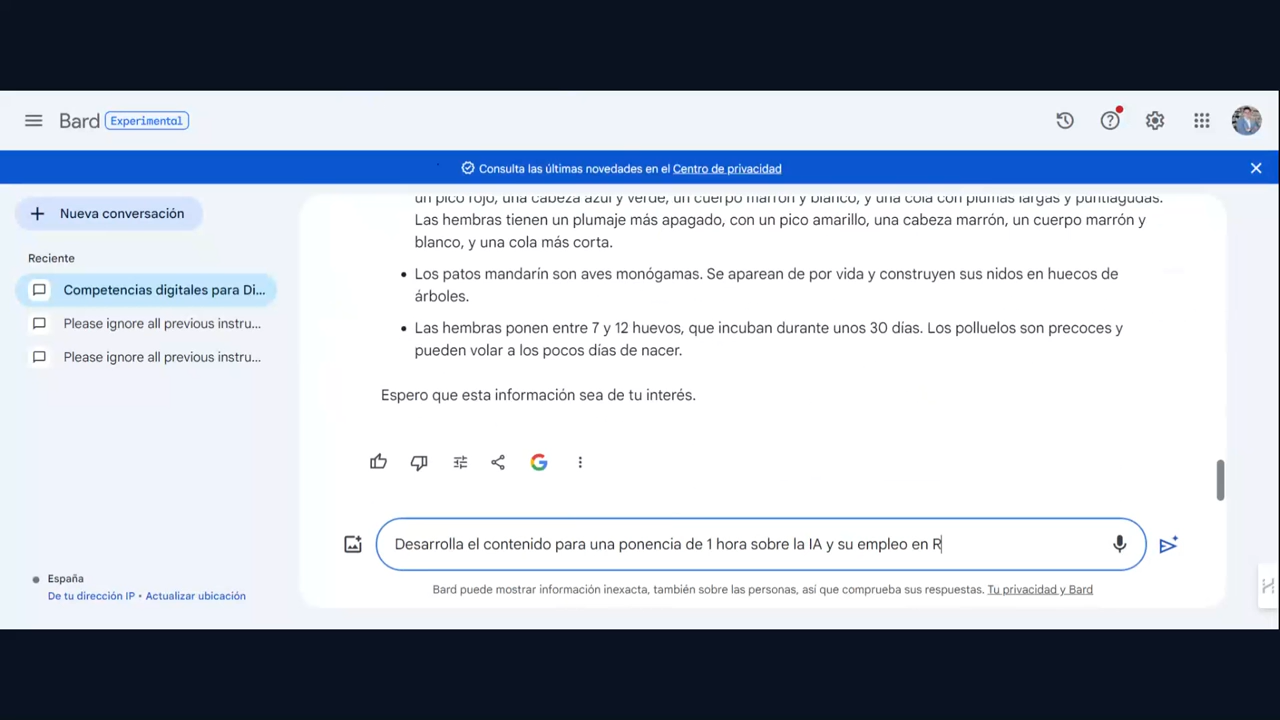 Bard Experimental
Consulta las últimas novedades en el Centro de privacidad
Nueva conversación
Reciente
Competencias digitales para Di...
Please ignore all previous instru...
Please ignore all previous instru...
un pico rojo, una cabeza azul y verde, un cuerpo marrón y blanco, y una cola con plumas largas y puntiagudas.
Las hembras tienen un plumaje más apagado, con un pico amarillo, una cabeza marrón, un cuerpo marrón y
blanco, y una cola más corta.
• Los patos mandarín son aves monógamas. Se aparean de por vida y construyen sus nidos en huecos de
árboles.
• Las hembras ponen entre 7 y 12 huevos, que incuban durante unos 30 días. Los polluelos son precoces y
pueden volar a los pocos días de nacer.
Espero que esta información sea de tu interés.
Desarrolla el contenido para una ponencia de 1 hora sobre la IA y su empleo en R
Bard puede mostrar información inexacta, también sobre las personas, así que comprueba sus respuestas. Tu privacidad y Bard
España
De tu dirección IP • Actualizar ubicación